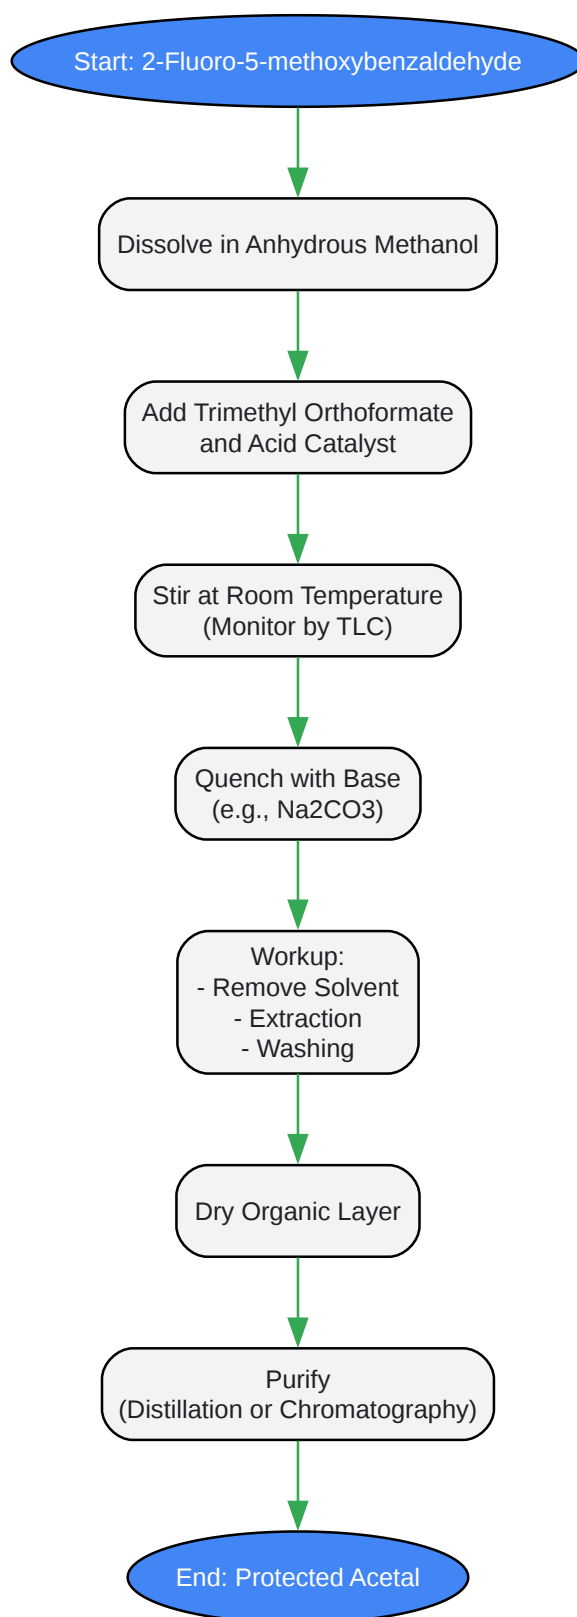 Start: 2-Fluoro-5-methoxybenzaldehyde
Dissolve in Anhydrous Methanol
Add Trimethyl Orthoformate
and Acid Catalyst
Stir at Room Temperature
(Monitor by TLC)
Quench with Base
(e.g., Na2CO3)
Workup:
- Remove Solvent
- Extraction
- Washing
Dry Organic Layer
Purify
(Distillation or Chromatography)
End: Protected Acetal